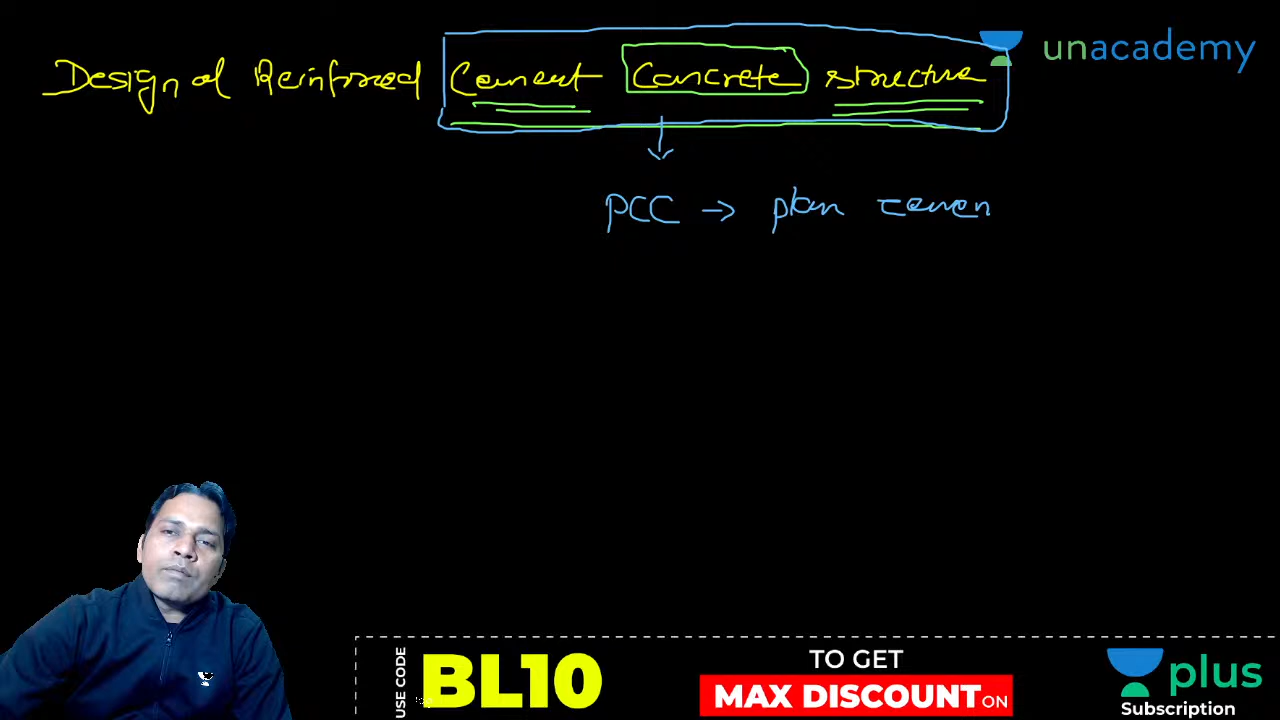 Design of Reinforced Cement Concrete structure
unacademy
PCC → plan cemen
USE CODE
BL10
TO GET
MAX DISCOUNT ON
plus
Subscription